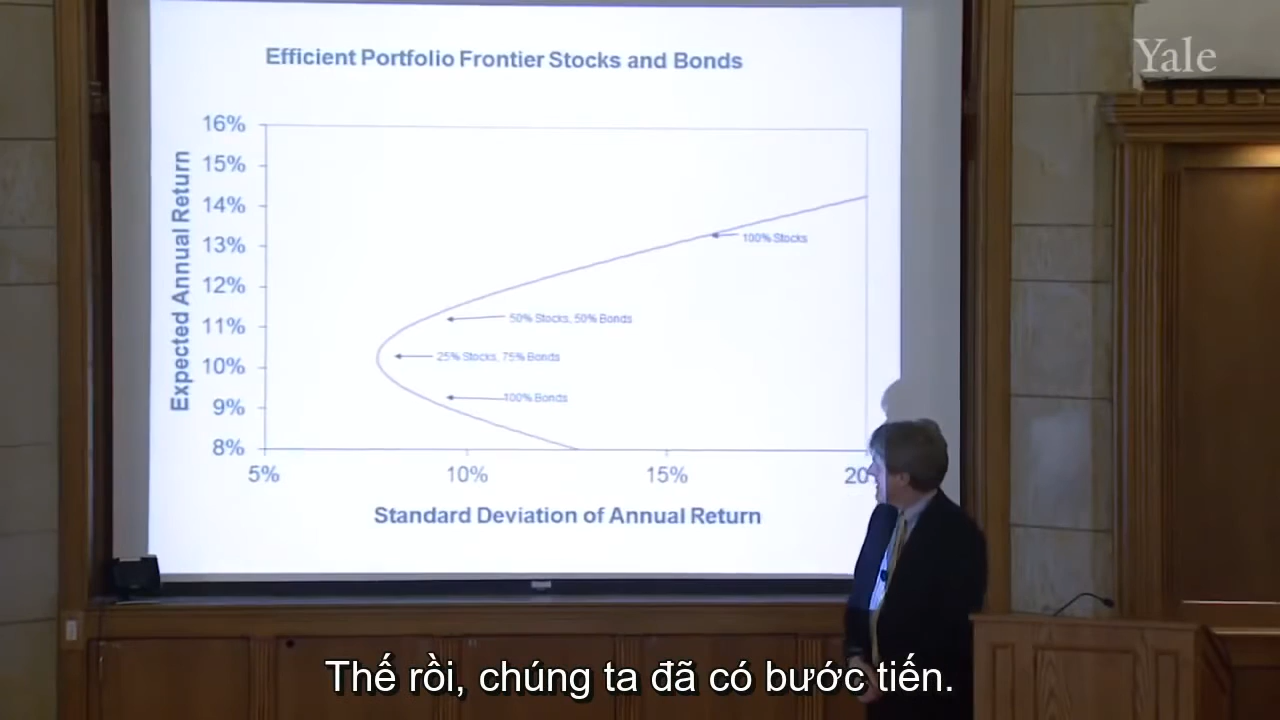 Yale
Efficient Portfolio Frontier Stocks and Bonds
Expected Annual Return
16%
15%
14%
13%
12%
11%
10%
9%
8%
100% Stocks
50% Stocks, 50% Bonds
25% Stocks, 75% Bonds
100% Bonds
5%
10%
15%
20
Standard Deviation of Annual Return
Thế rồi, chúng ta đã có bước tiến.